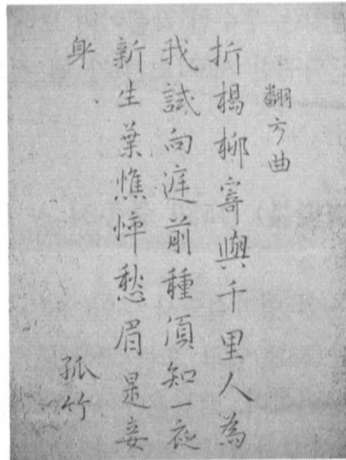 翻方曲
折楊柳寄與千里人為
我試向庭前種須知一夜
新生葉憔悴愁眉是妾
身
孤竹